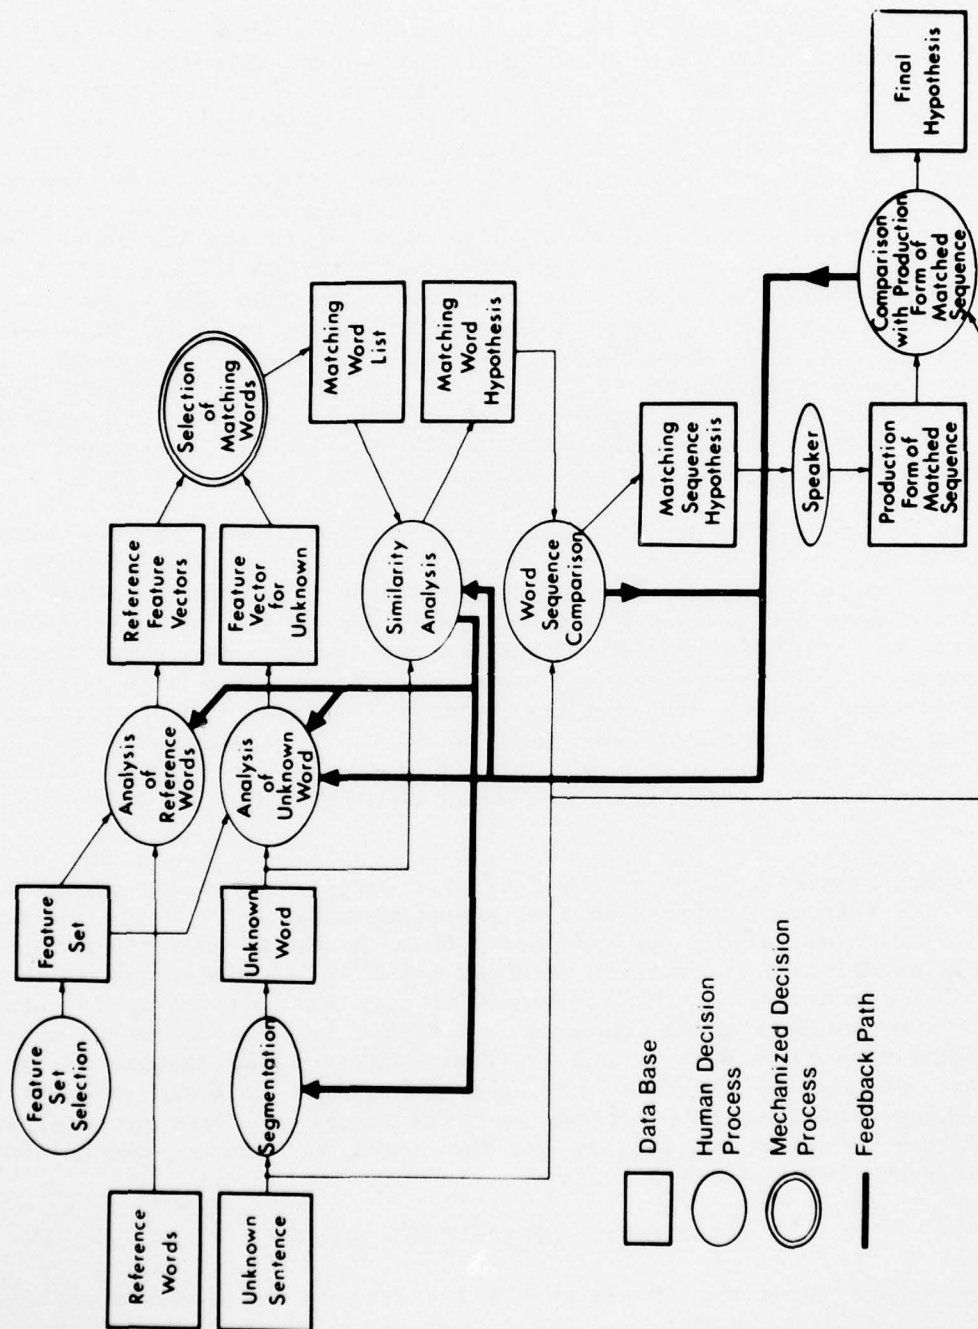 Feature
Set
Selection
Feature
Set
Reference
Words
Analysis
of
Reference
Words
Reference
Feature
Vectors
Unknown
Sentence
Segmentation
Unknown
Word
Analysis
of
Unknown
Word
Feature
Vector
for
Unknown
Selection
of
Matching
Words
Matching
Word
List
Similarity
Analysis
Matching
Word
Hypothesis
Word
Sequence
Comparison
Matching
Sequence
Hypothesis
Speaker
Production
Form of
Matched
Sequence
Comparison
with Production
Form of
Matched
Sequence
Final
Hypothesis
Data Base
Human Decision
Process
Mechanized Decision
Process
Feedback Path